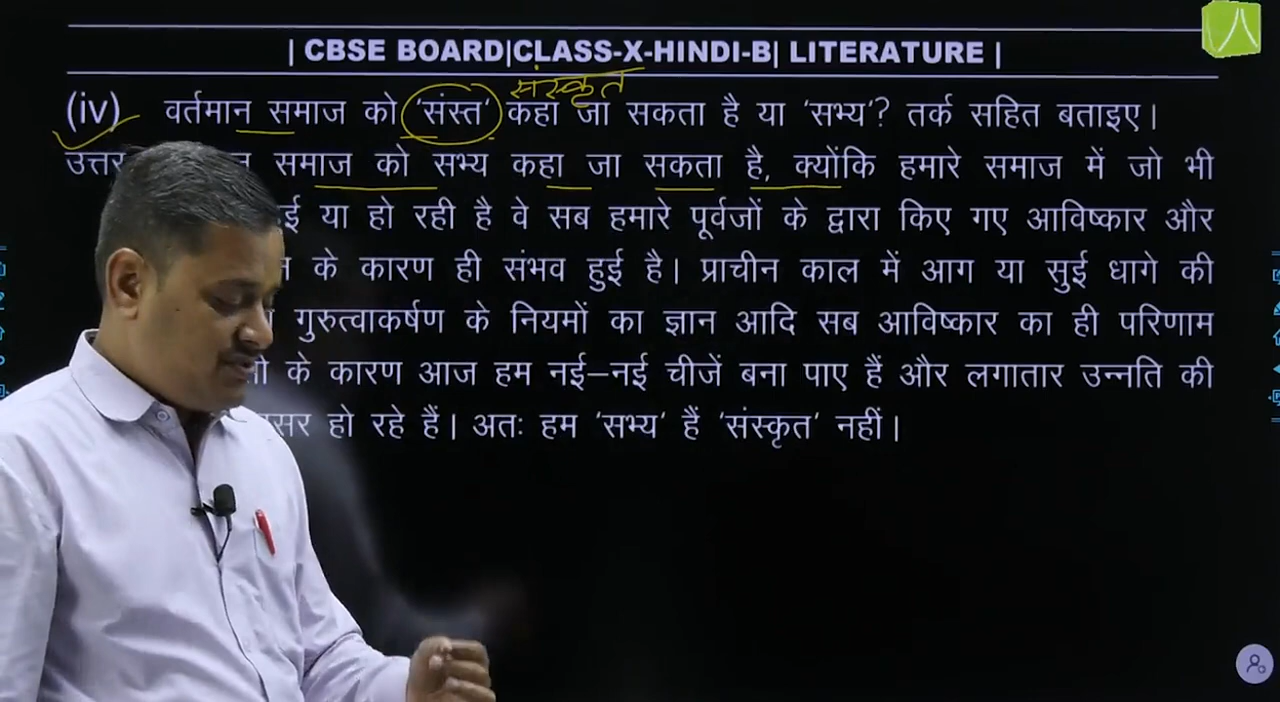 | CBSE BOARD|CLASS-X-HINDI-B| LITERATURE |
संस्कृत
(iv) वर्तमान समाज को 'संस्त' कहा जा सकता है या 'सभ्य'? तर्क सहित बताइए।
उत्तर समाज को सभ्य कहा जा सकता है, क्योंकि हमारे समाज में जो भी
या हो रही है वे सब हमारे पूर्वजों के द्वारा किए गए आविष्कार और
के कारण ही संभव हुई है। प्राचीन काल में आग या सुई धागे की
गुरुत्वाकर्षण के नियमों का ज्ञान आदि सब आविष्कार का ही परिणाम
के कारण आज हम नई–नई चीजें बना पाए हैं और लगातार उन्नति की
हो रहे हैं। अतः हम 'सभ्य' हैं 'संस्कृत' नहीं।